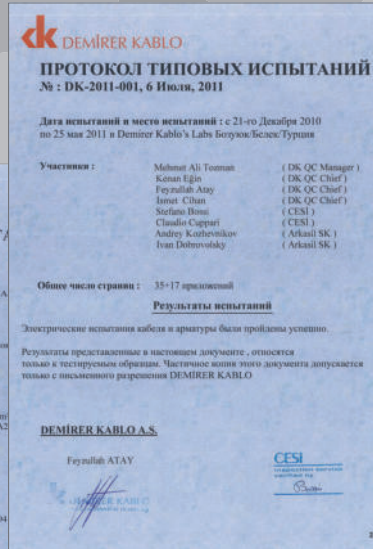 dk DEMİRER KABLO
ПРОТОКОЛ ТИПОВЫХ ИСПЫТАНИЙ
№ : DK-2011-001, 6 Июля, 2011
Дата испытаний и место испытаний : с 21-го Декабря 2010
по 25 мая 2011 в Demirer Kablo's Labs Бозуюк/Белек/Турция
Участники :
Mehmet Ali Tozman ( DK QC Manager )
Kenan Eğin ( DK QC Chief )
Feyzullah Atay ( DK QC Chief )
İsmet Cihan ( DK QC Chief )
Stefano Bossi ( CESİ )
Claudio Cuppari ( CESİ )
Andrey Kozhevnikov ( Arkasil SK )
Ivan Dobrovolsky ( Arkasil SK )
Общее число страниц : 35+17 приложений
Результаты испытаний
Электрические испытания кабеля и арматуры были пройдены успешно.
Результаты представленные в настоящем документе , относятся
только к тестируемым образцам. Частичное копия этого документа допускается
только с письменного разрешения DEMİRER KABLO
DEMİRER KABLO A.S.
Feyzullah ATAY
CESI